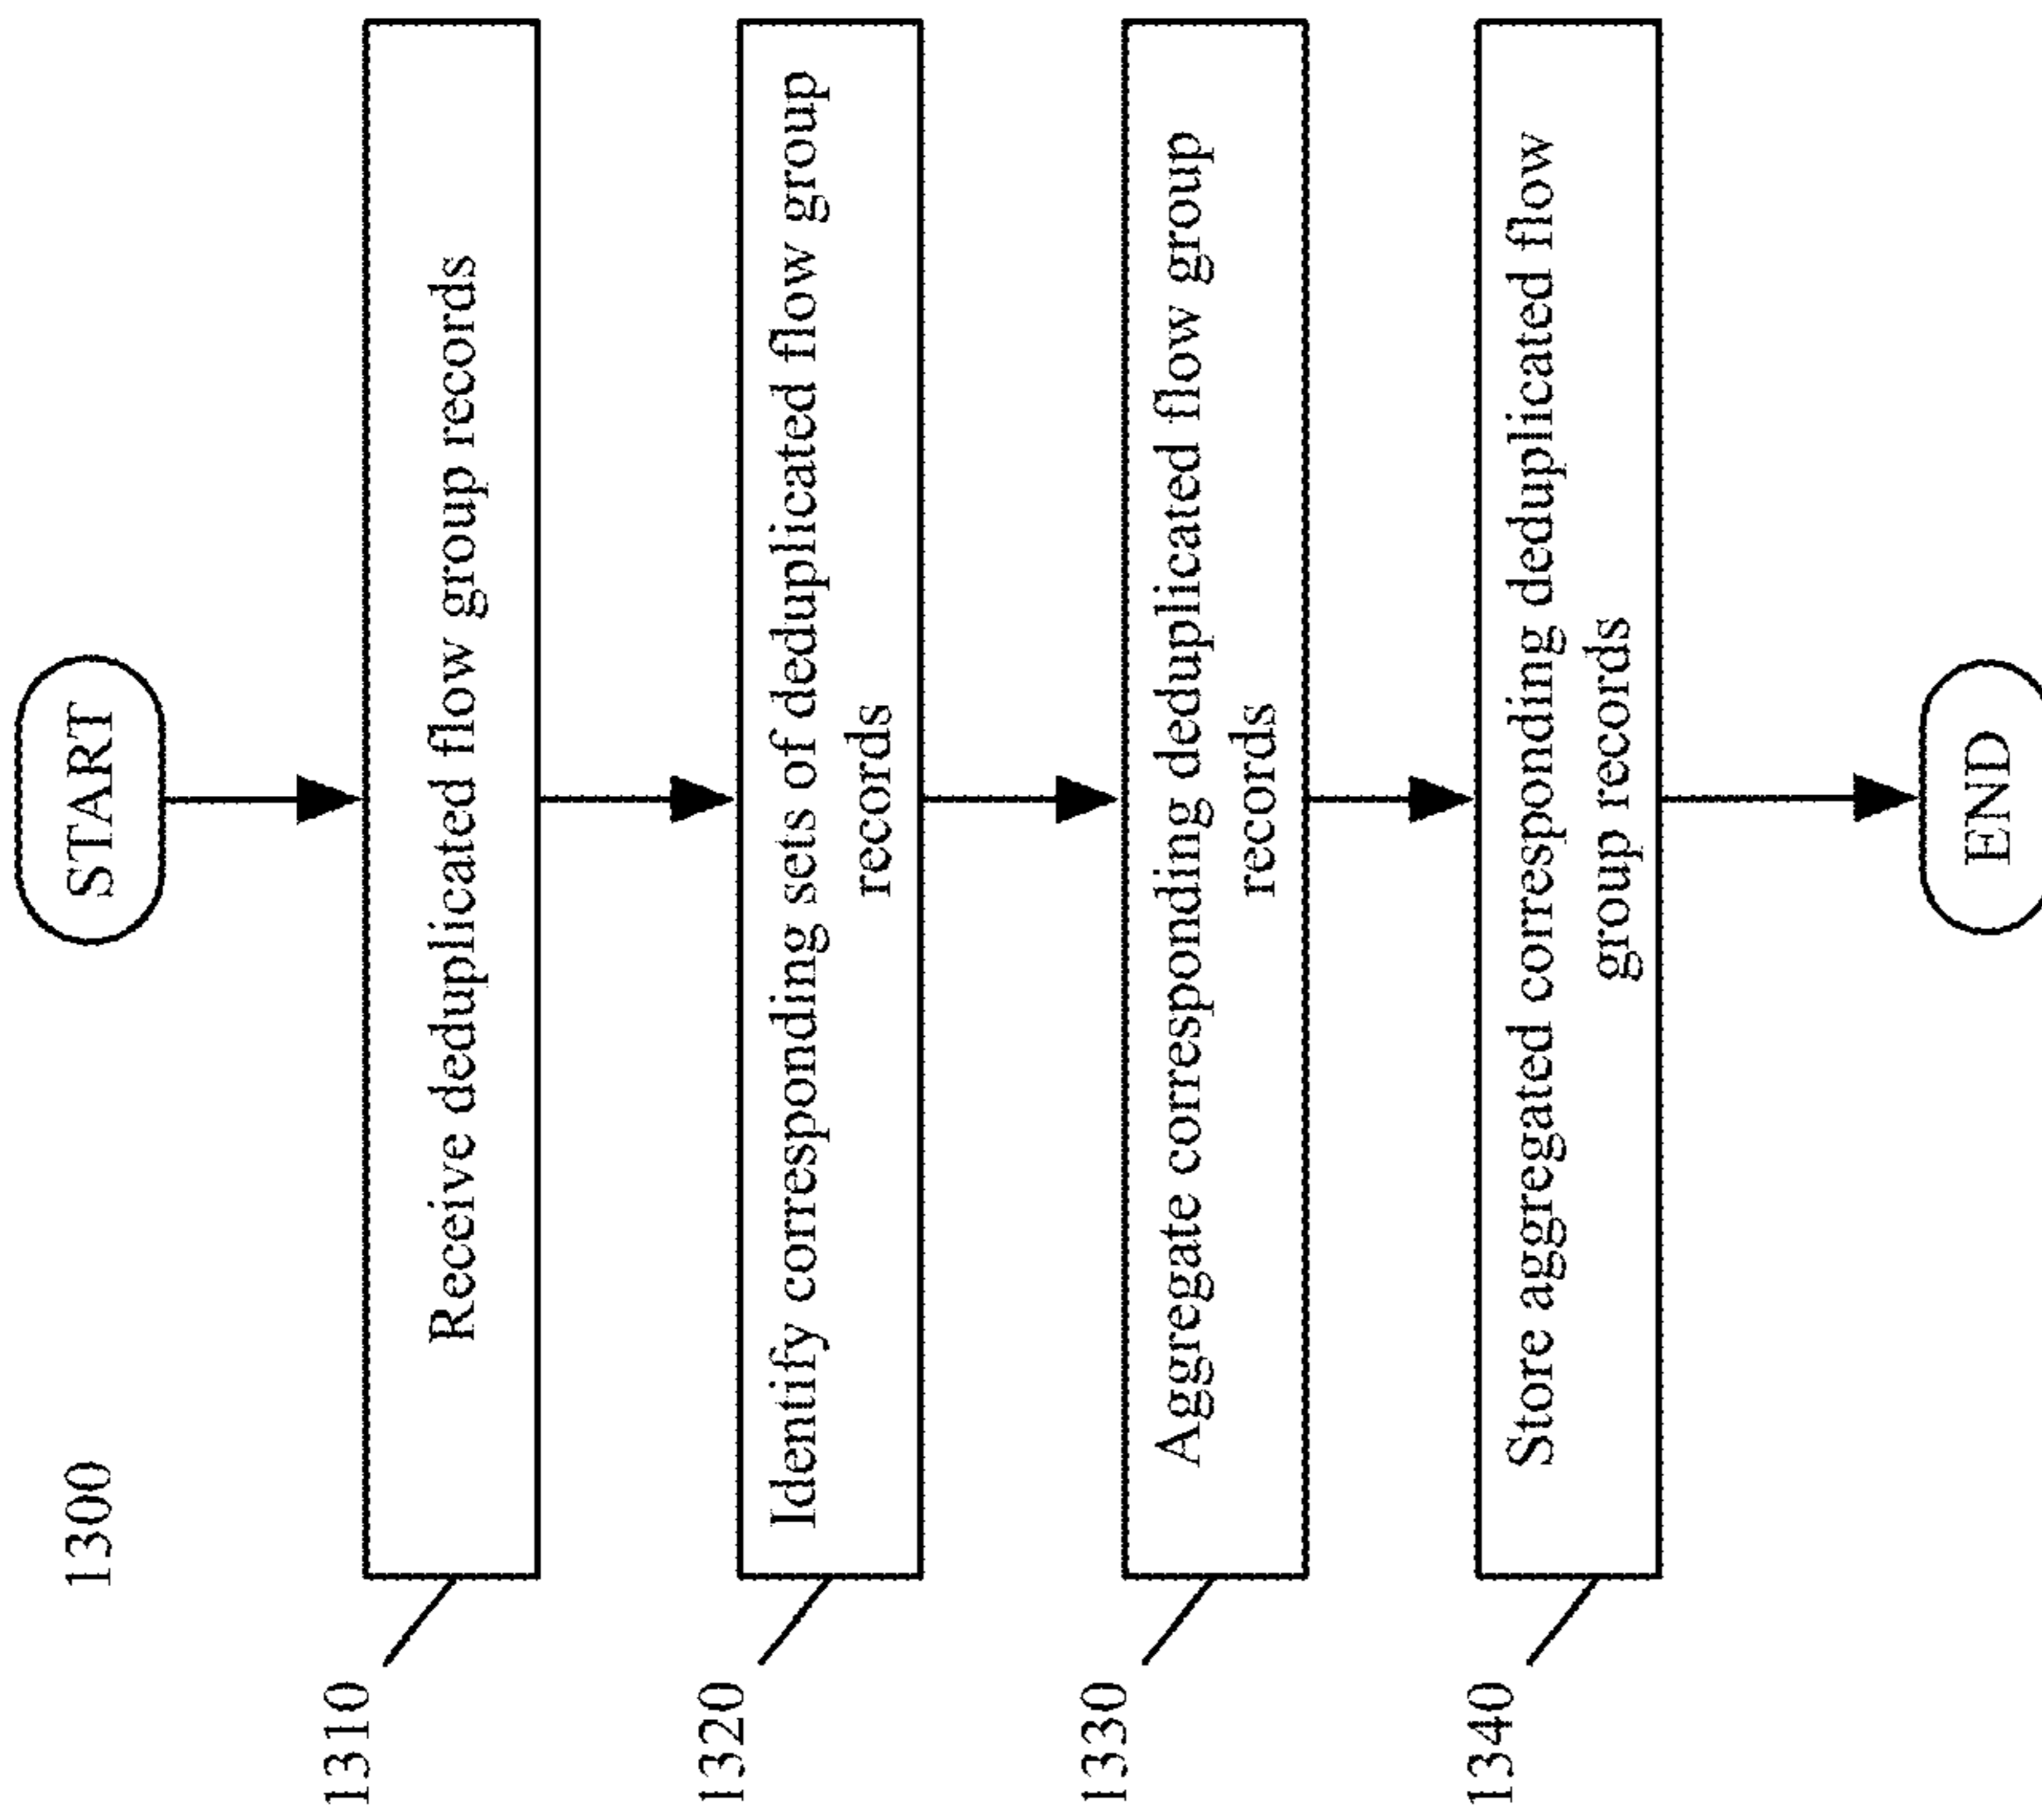 1300
START
1310
Receive deduplicated flow group records
1320
Identify corresponding sets of deduplicated flow group
records
1330
Aggregate corresponding deduplicated flow group
records
1340
Store aggregated corresponding deduplicated flow
group records
END